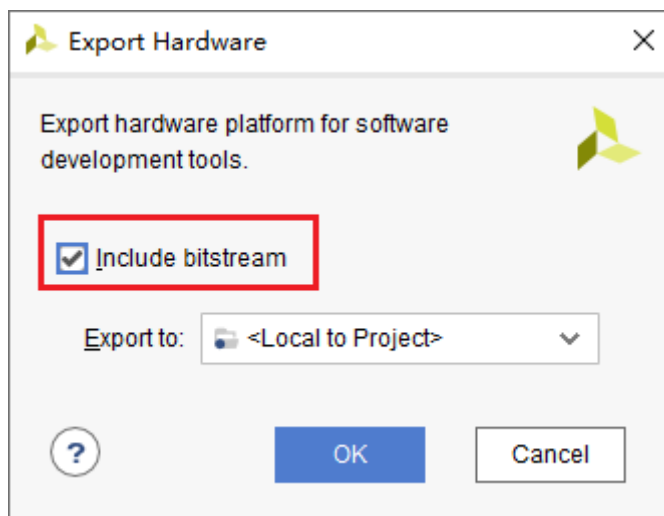 Export Hardware
Export hardware platform for software
development tools.
Include bitstream
Export to: <Local to Project>
? OK Cancel